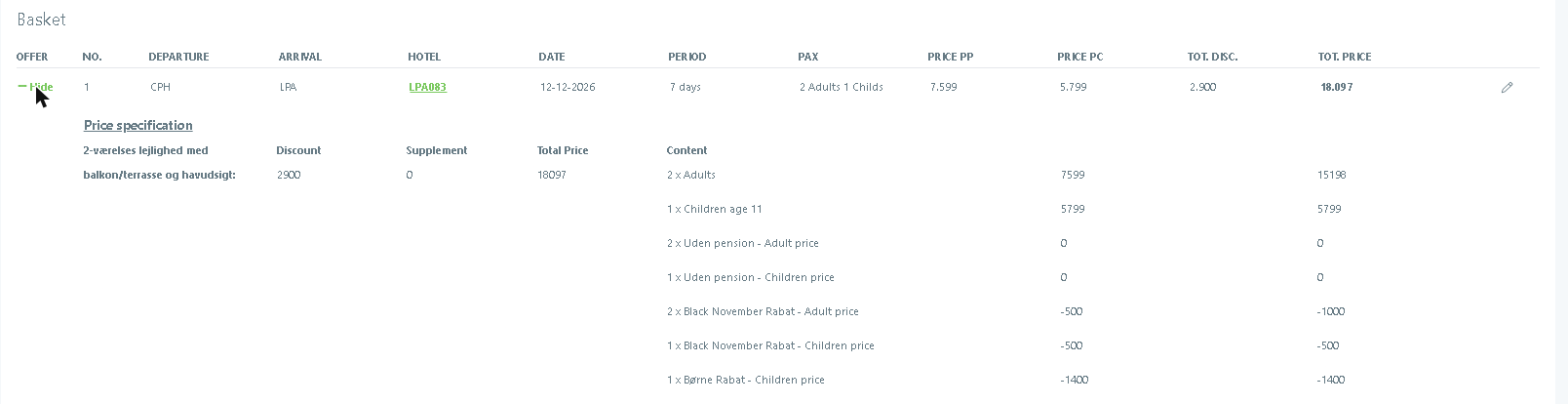 Basket
OFFER NO. DEPARTURE ARRIVAL HOTEL DATE PERIOD PAX PRICE PP PRICE PC TOT. DISC. TOT. PRICE
— Hide 1 CPH LPA LPA083 12-12-2026 7 days 2 Adults 1 Childs 7.599 5.799 2.900 18.097
Price specification
2-værelses lejlighed med Discount Supplement Total Price Content
balkon/terrasse og havudsigt: 2900 0 18097 2 x Adults 7599 15198
1 x Children age 11 5799 5799
2 x Uden pension - Adult price 0 0
1 x Uden pension - Children price 0 0
2 x Black November Rabat - Adult price -500 -1000
1 x Black November Rabat - Children price -500 -500
1 x Børne Rabat - Children price -1400 -1400